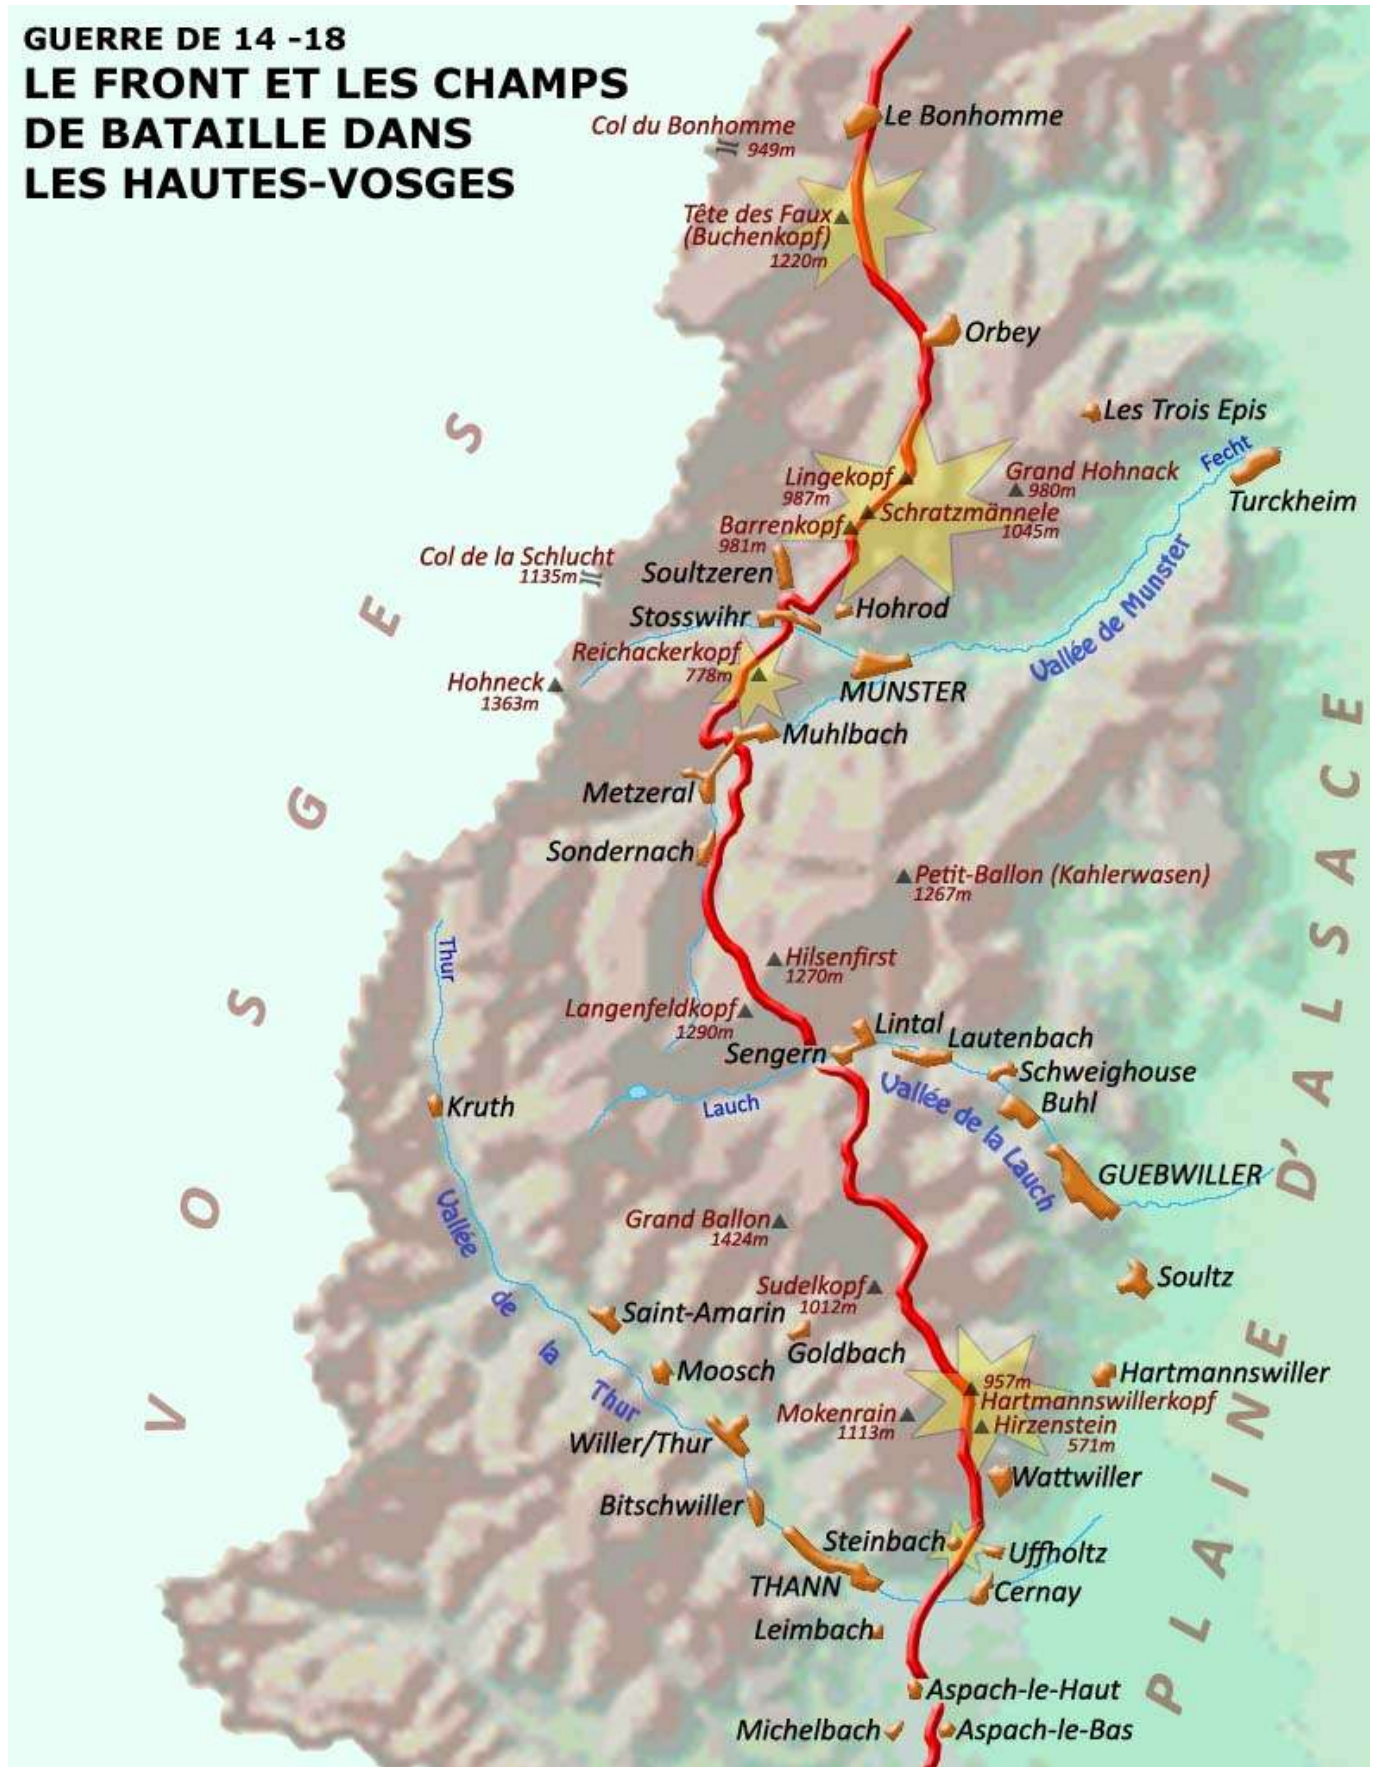 GUERRE DE 14 -18
LE FRONT ET LES CHAMPS
DE BATAILLE DANS
LES HAUTES-VOSGES
Le Bonhomme
Col du Bonhomme
949m
Tête des Faux
(Buchenkopf)
1220m
Orbey
Les Trois Epis
Fecht
Turckheim
Lingekopf
987m
Grand Hohnack
980m
Schratzmännele
1045m
Barrenkopf
981m
Col de la Schlucht
1135m
Soultzeren
Hohrod
Stosswihr
Vallée de Munster
Reichackerkopf
778m
Hohneck
1363m
MUNSTER
Muhlbach
Metzeral
Sondernach
Petit-Ballon (Kahlerwasen)
1267m
Thur
Hilsenfirst
1270m
Langenfeldkopf
1290m
Lintal
Lautenbach
Sengern
Schweighouse
Buhl
Lauch
Vallée de la Lauch
Kruth
GUEBWILLER
Grand Ballon
1424m
Soultz
Sudelkopf
1012m
Saint-Amarin
Goldbach
Moosch
Vallée de la Thur
Hartmannswiller
957m
Hartmannswillerkopf
Mokenrain
1113m
Hirzenstein
571m
Willer/Thur
Wattwiller
Bitschwiller
Steinbach
Uffholtz
THANN
Cernay
Leimbach
Aspach-le-Haut
Michelbach
Aspach-le-Bas
VOSGES
PLAINE D'ALSACE